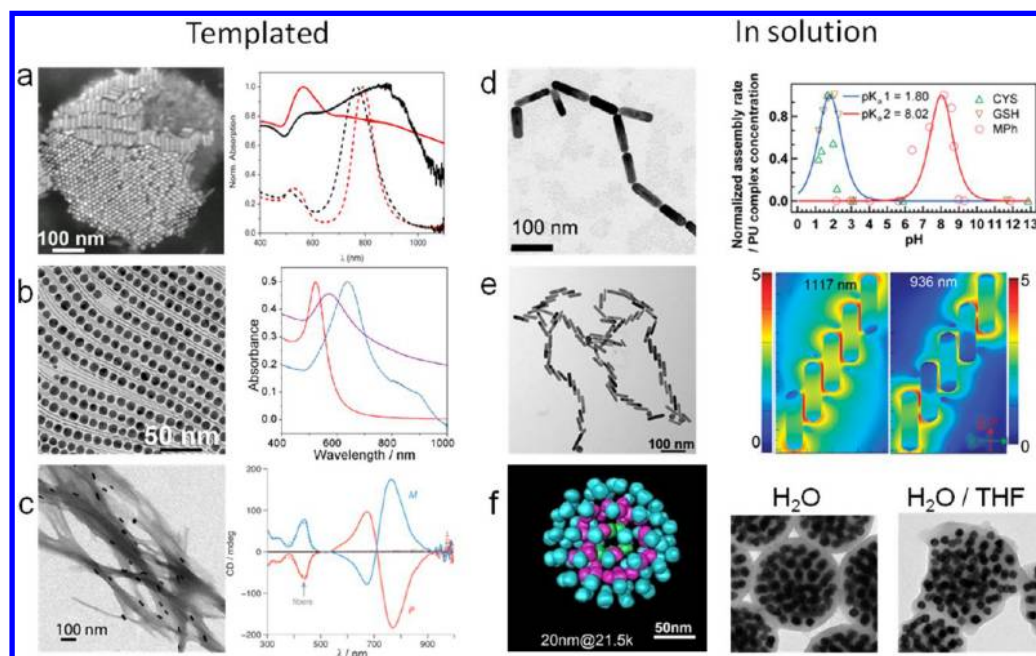 Templated
In solution
a
100 nm
Norm. Absorption
1.0
0.8
0.6
0.4
0.2
0.0
400 600 800 1000
λ (nm)
d
100 nm
Normalized assembly rate
/ PU complex concentration
0.8
0.4
0.0
pKa1 = 1.80
pKa2 = 8.02
CYS
GSH
MPh
0 1 2 3 4 5 6 7 8 9 10 11 12 13
pH
b
50 nm
Absorbance
0.5
0.4
0.3
0.2
0.1
0.0
400 600 800 1000
Wavelength / nm
e
100 nm
5
0
1117 nm
936 nm
5
0
c
100 nm
CD / mdeg
200
100
0
−100
−200
M
P
fibers
300 500 700 900
λ / nm
f
20nm@21.5k
50nm
H₂O
H₂O / THF